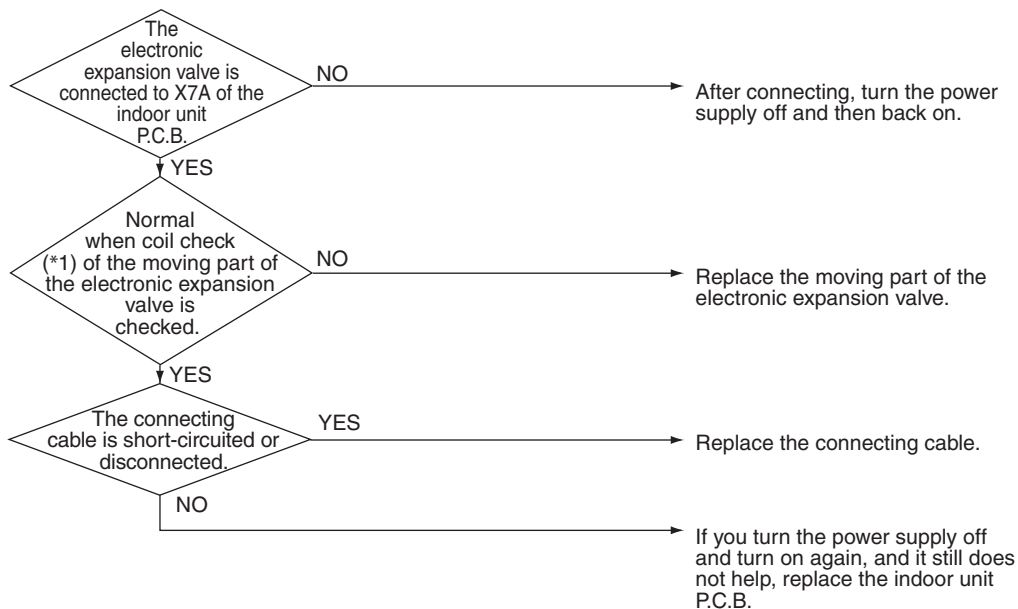 The
electronic
expansion valve is
connected to X7A of the
indoor unit
P.C.B.
NO
After connecting, turn the power
supply off and then back on.
YES
Normal
when coil check
(*1) of the moving part of
the electronic expansion
valve is
checked.
NO
Replace the moving part of the
electronic expansion valve.
YES
The connecting
cable is short-circuited or
disconnected.
YES
Replace the connecting cable.
NO
If you turn the power supply off
and turn on again, and it still does
not help, replace the indoor unit
P.C.B.